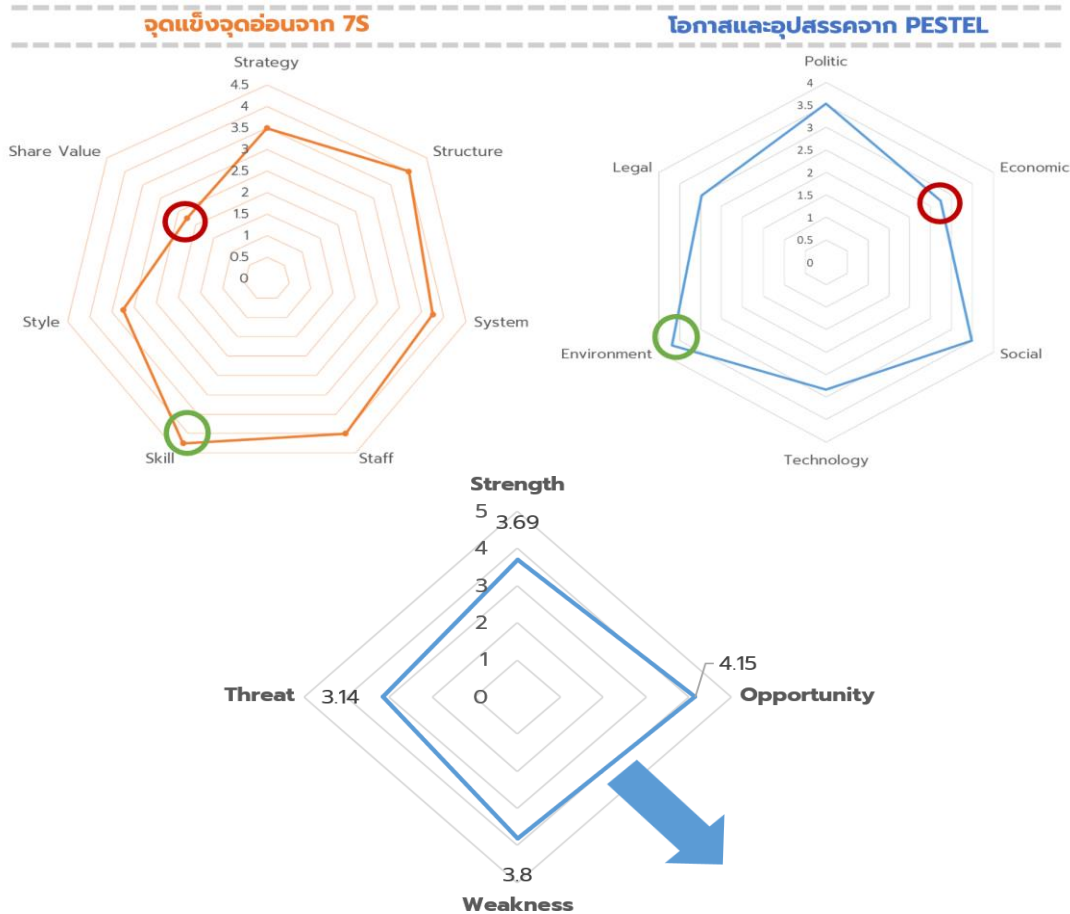 จุดแข็งจุดอ่อนจาก 7S
Strategy
4.5
4
3.5
3
2.5
2
1.5
1
0.5
0
Structure
System
Staff
Skill
Style
Share Value
โอกาสและอุปสรรคจาก PESTEL
Politic
4
3.5
3
2.5
2
1.5
1
0.5
0
Economic
Social
Technology
Environment
Legal
Strength
5
3.69
4
3
2
1
0
4.15
Opportunity
Threat
3.14
3.8
Weakness